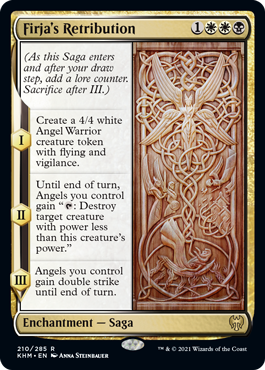 Firja's Retribution 1
(As this Saga enters
and after your draw
step, add a lore counter.
Sacrifice after III.)
I
Create a 4/4 white
Angel Warrior
creature token
with flying and
vigilance.
II
Until end of turn,
Angels you control
gain “: Destroy
target creature
with power less
than this creature's
power.”
III
Angels you control
gain double strike
until end of turn.
Enchantment — Saga
210/285 R
KHM • EN ANNA STEINBAUER
™ & © 2021 Wizards of the Coast